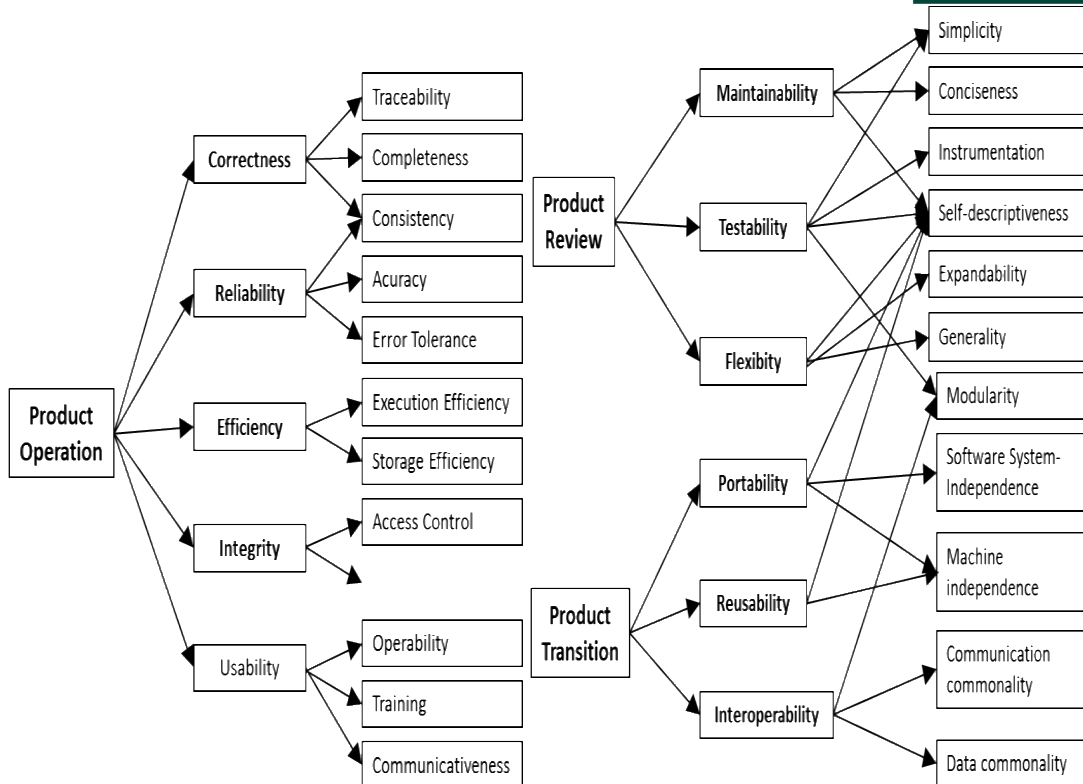 Product
Operation
Correctness
Reliability
Efficiency
Integrity
Usability
Traceability
Completeness
Consistency
Acuracy
Error Tolerance
Execution Efficiency
Storage Efficiency
Access Control
Operability
Training
Communicativeness
Product
Review
Maintainability
Testability
Flexibity
Product
Transition
Portability
Reusability
Interoperability
Simplicity
Conciseness
Instrumentation
Self-descriptiveness
Expandability
Generality
Modularity
Software System-
Independence
Machine
independence
Communication
commonality
Data commonality